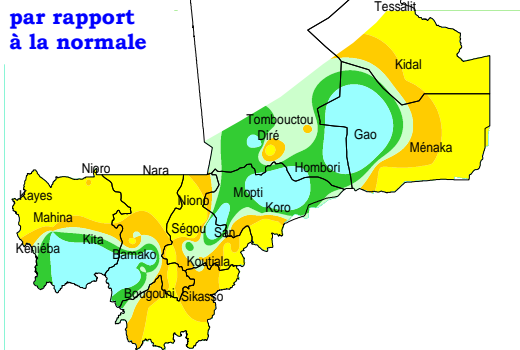 par rapport
à la normale
Tessalit
Kidal
Tombouctou
Diré
Gao
Ménaka
Hombori
Nioro
Nara
Mopti
Niono
Koro
Kayes
Mahina
Ségou
San
Kita
Kéniéba
Bamako
Koutiala
Bougouni
Sikasso